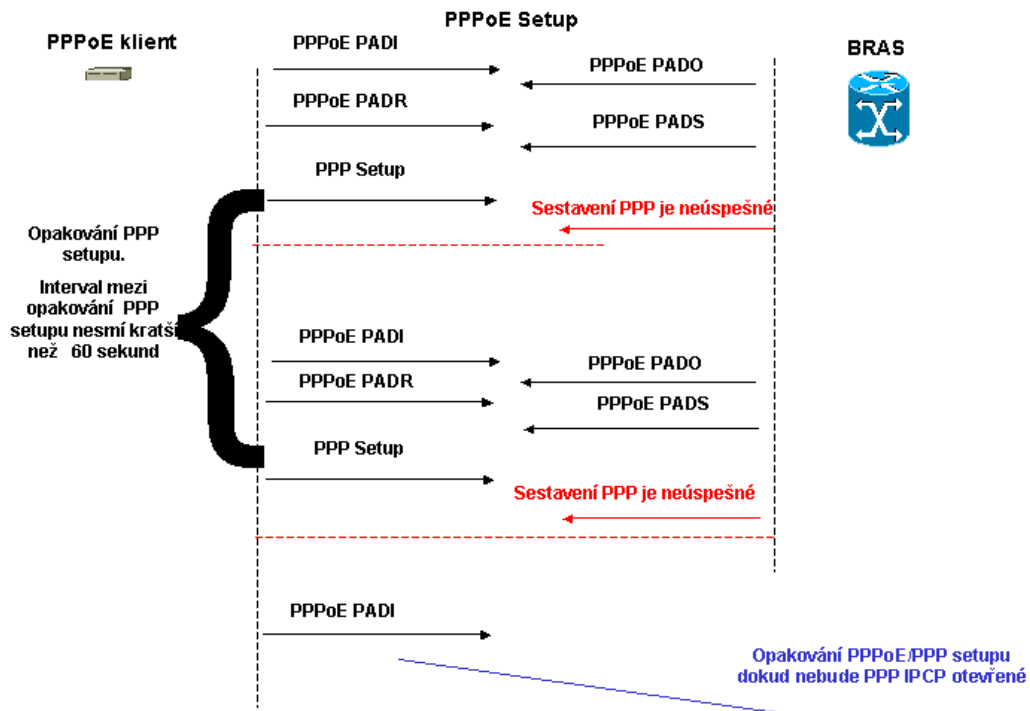 PPPoE Setup
PPPoE klient
BRAS
PPPoE PADI
PPPoE PADO
PPPoE PADR
PPPoE PADS
PPP Setup
Sestavení PPP je neúspešné
Opakování PPP
setupu.
Interval mezi
opakování PPP
setupu nesmí kratší
než 60 sekund
PPPoE PADI
PPPoE PADO
PPPoE PADR
PPPoE PADS
PPP Setup
Sestavení PPP je neúspešné
PPPoE PADI
Opakování PPPoE/PPP setupu
dokud nebude PPP IPCP otevřené